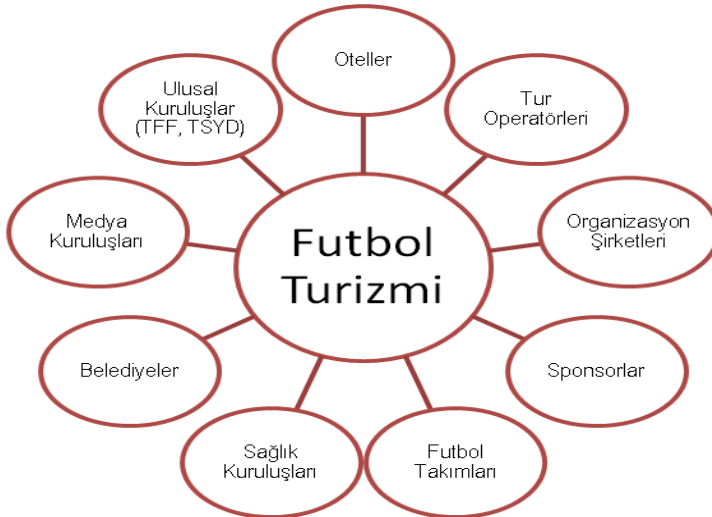 Oteller
Tur
Operatörleri
Organizasyon
Şirketleri
Sponsorlar
Futbol
Takımları
Sağlık
Kuruluşları
Belediyeler
Medya
Kuruluşları
Ulusal
Kuruluşlar
(TFF, TSYD)
Futbol
Turizmi